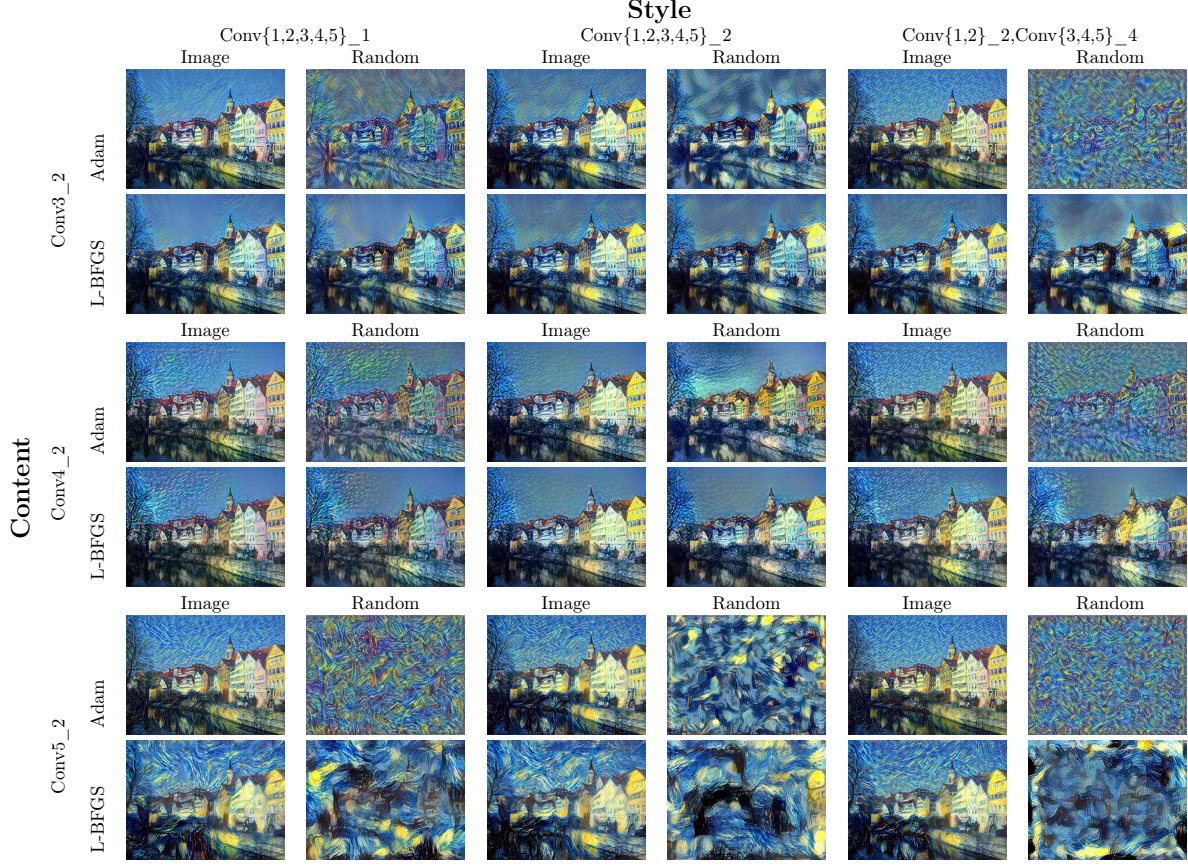 Style
Conv{1,2,3,4,5}_1 Conv{1,2,3,4,5}_2 Conv{1,2}_2,Conv{3,4,5}_4
Image Random Image Random Image Random
Content
Conv3_2
Adam
L-BFGS
Image Random Image Random Image Random
Conv4_2
Adam
L-BFGS
Image Random Image Random Image Random
Conv5_2
Adam
L-BFGS